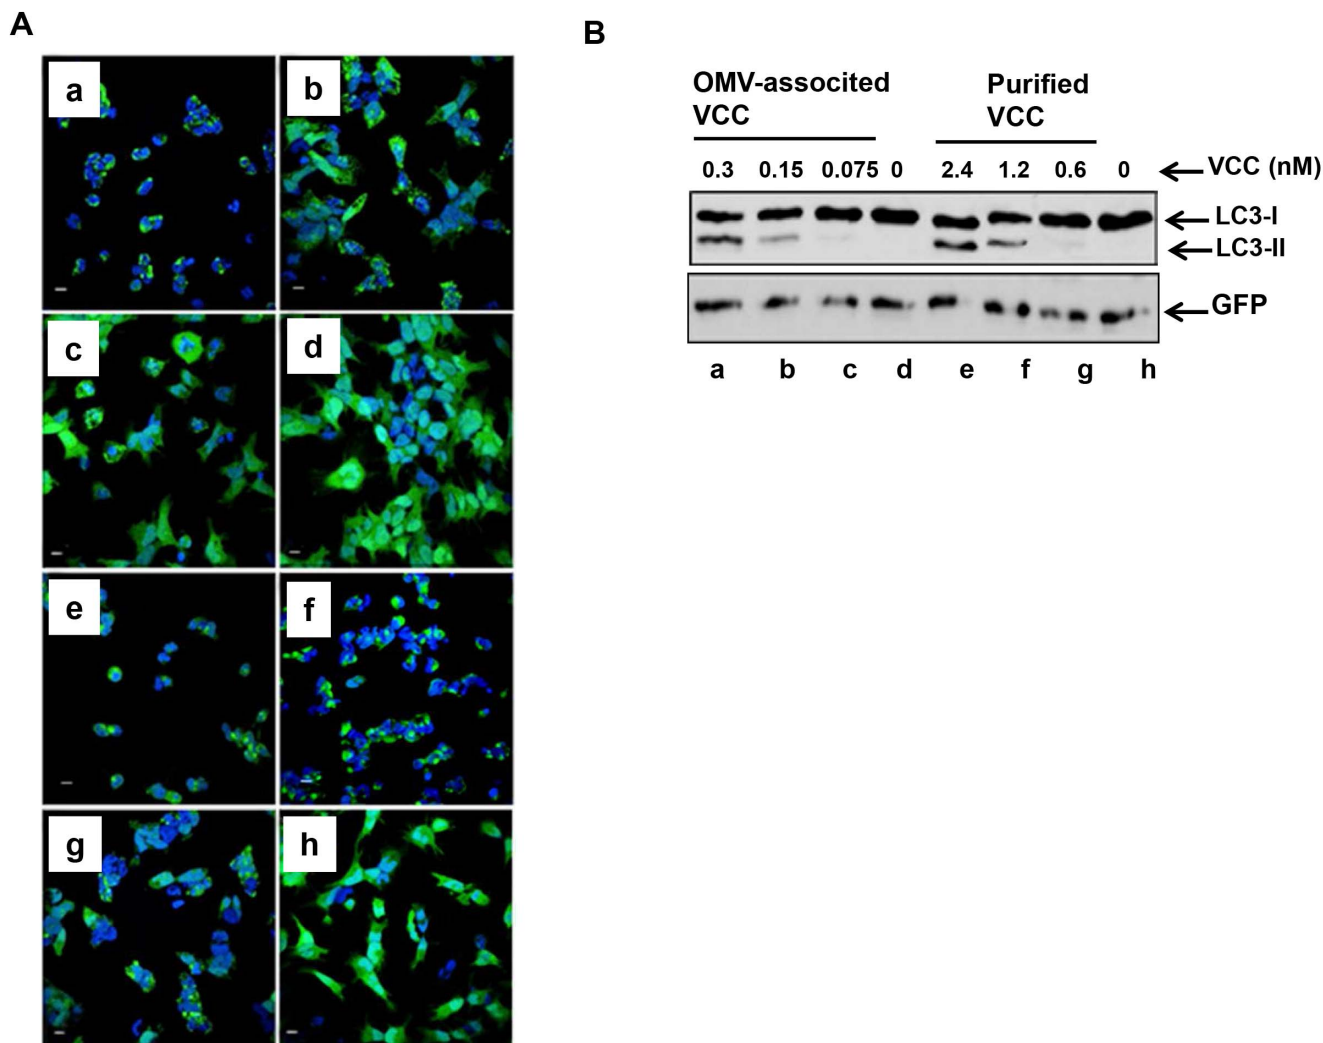 A
B
a
b
c
d
e
f
g
h
OMV-associted
VCC
Purified
VCC
0.3 0.15 0.075 0 2.4 1.2 0.6 0 VCC (nM)
LC3-I
LC3-II
GFP
a b c d e f g h